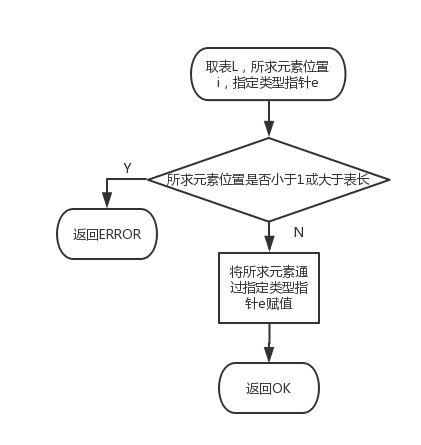 取表L，所求元素位置
i，指定类型指针e
Y
所求元素位置是否小于1或大于表长
返回ERROR
N
将所求元素通
过指定类型指
针e赋值
返回OK